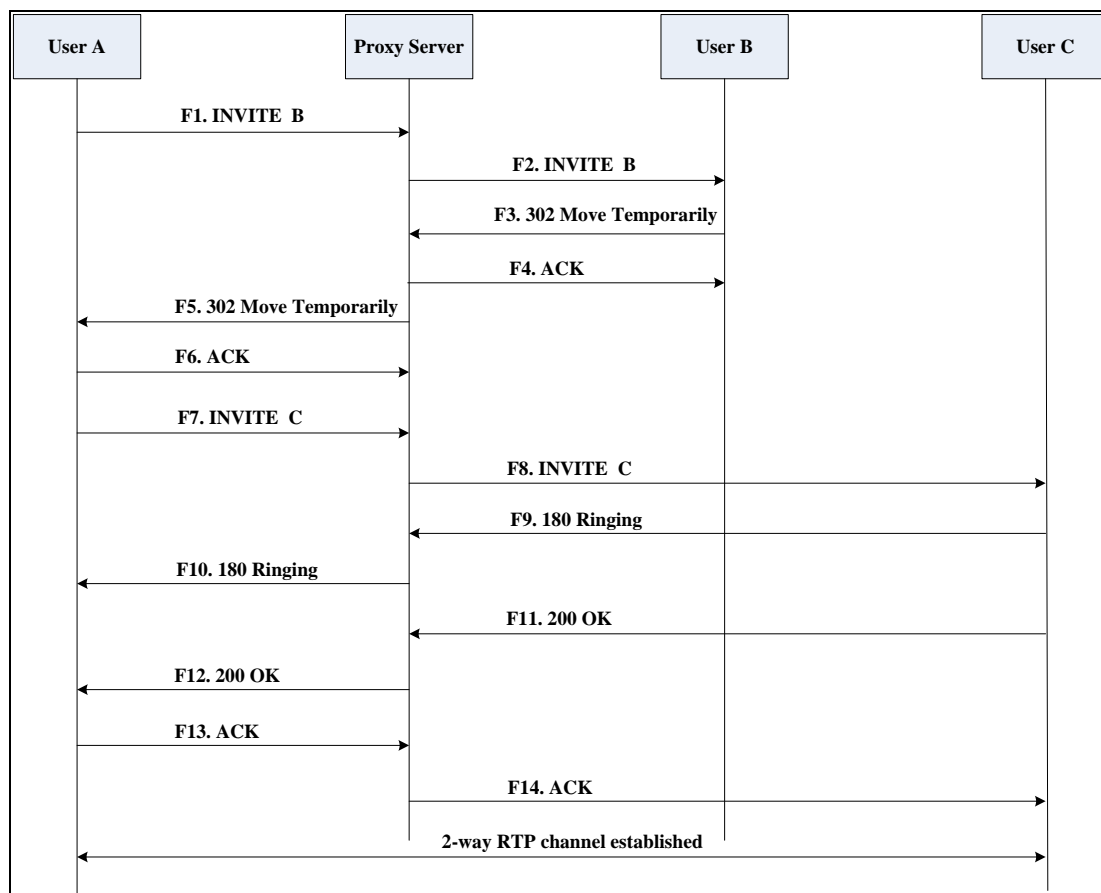 User A
Proxy Server
User B
User C
F1. INVITE B
F2. INVITE B
F3. 302 Move Temporarily
F4. ACK
F5. 302 Move Temporarily
F6. ACK
F7. INVITE C
F8. INVITE C
F9. 180 Ringing
F10. 180 Ringing
F11. 200 OK
F12. 200 OK
F13. ACK
F14. ACK
2-way RTP channel established